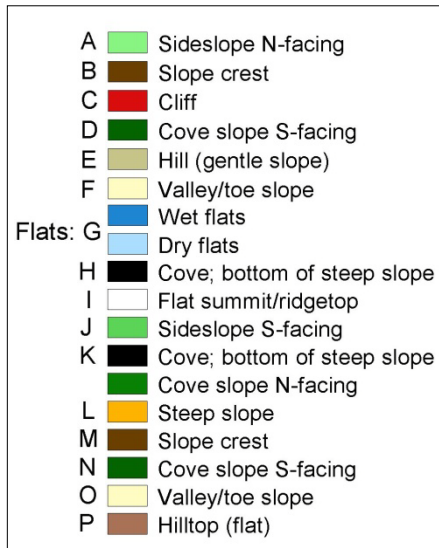 A Sideslope N-facing
B Slope crest
C Cliff
D Cove slope S-facing
E Hill (gentle slope)
F Valley/toe slope
Wet flats
Flats: G
Dry flats
H Cove; bottom of steep slope
I Flat summit/ridgetop
J Sideslope S-facing
K Cove; bottom of steep slope
Cove slope N-facing
L Steep slope
M Slope crest
N Cove slope S-facing
O Valley/toe slope
P Hilltop (flat)